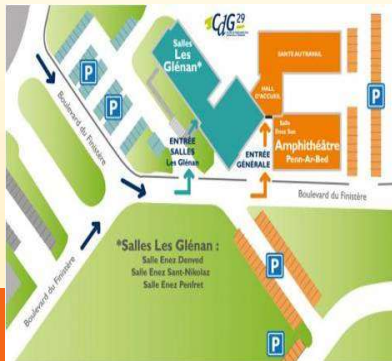 CdG 29
Salles
Les
Glénan*
SANTÉ AU TRAVAIL
HALL
D'ACCUEIL
Salle
Enez Sun
Amphithéâtre
Penn-Ar-Bed
ENTRÉE
SALLES
Les Glénan
ENTRÉE
GÉNÉRALE
P
P
P
P
P
Boulevard du Finistère
Boulevard du Finistère
Boulevard du Finistère
*Salles Les Glénan :
Salle Enez Denved
Salle Enez Sant-Nikolaz
Salle Enez Penfret